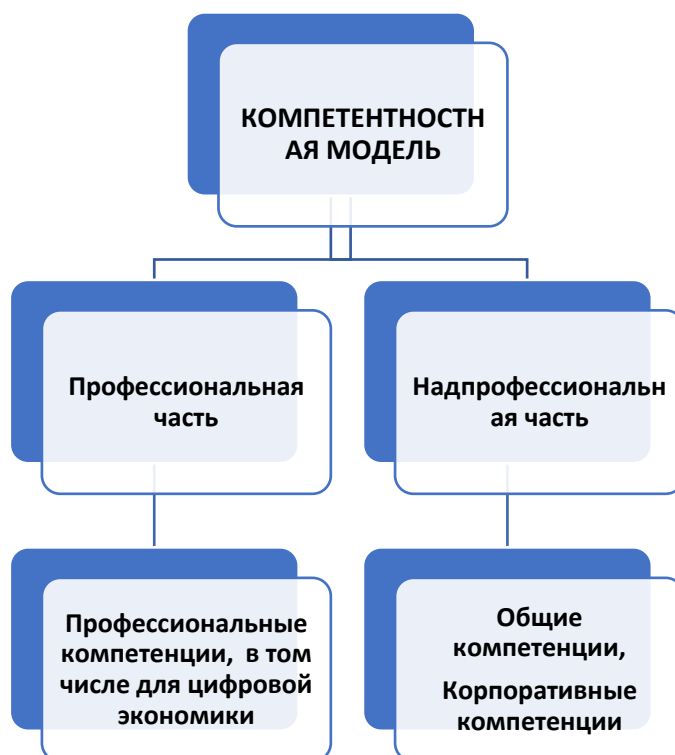 КОМПЕТЕНТНОСТН
АЯ МОДЕЛЬ
Профессиональная
часть
Надпрофессиональн
ая часть
Профессиональные
компетенции, в том
числе для цифровой
экономики
Общие
компетенции,
Корпоративные
компетенции